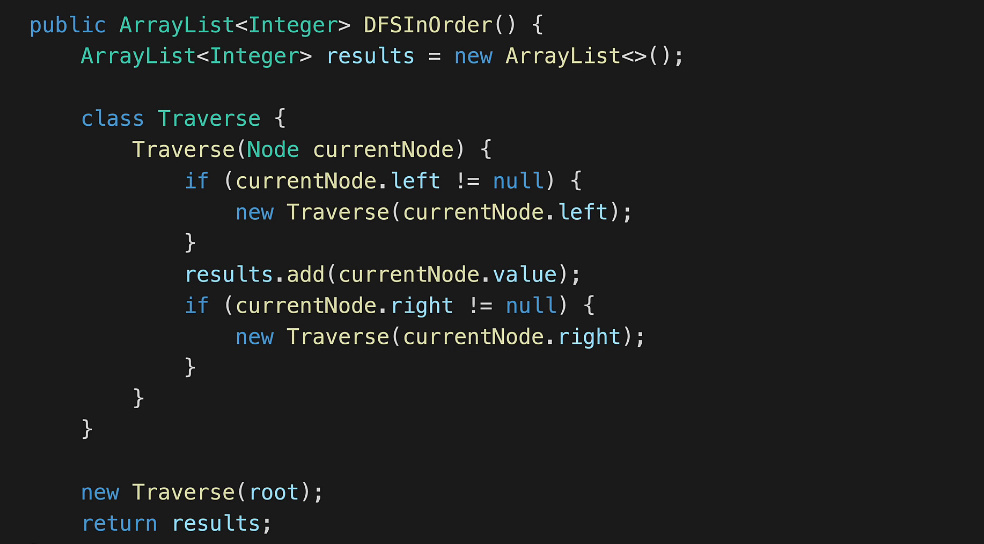 public ArrayList<Integer> DFSInOrder() {
    ArrayList<Integer> results = new ArrayList<>();

    class Traverse {
        Traverse(Node currentNode) {
            if (currentNode.left != null) {
                new Traverse(currentNode.left);
            }
            results.add(currentNode.value);
            if (currentNode.right != null) {
                new Traverse(currentNode.right);
            }
        }
    }

    new Traverse(root);
    return results;